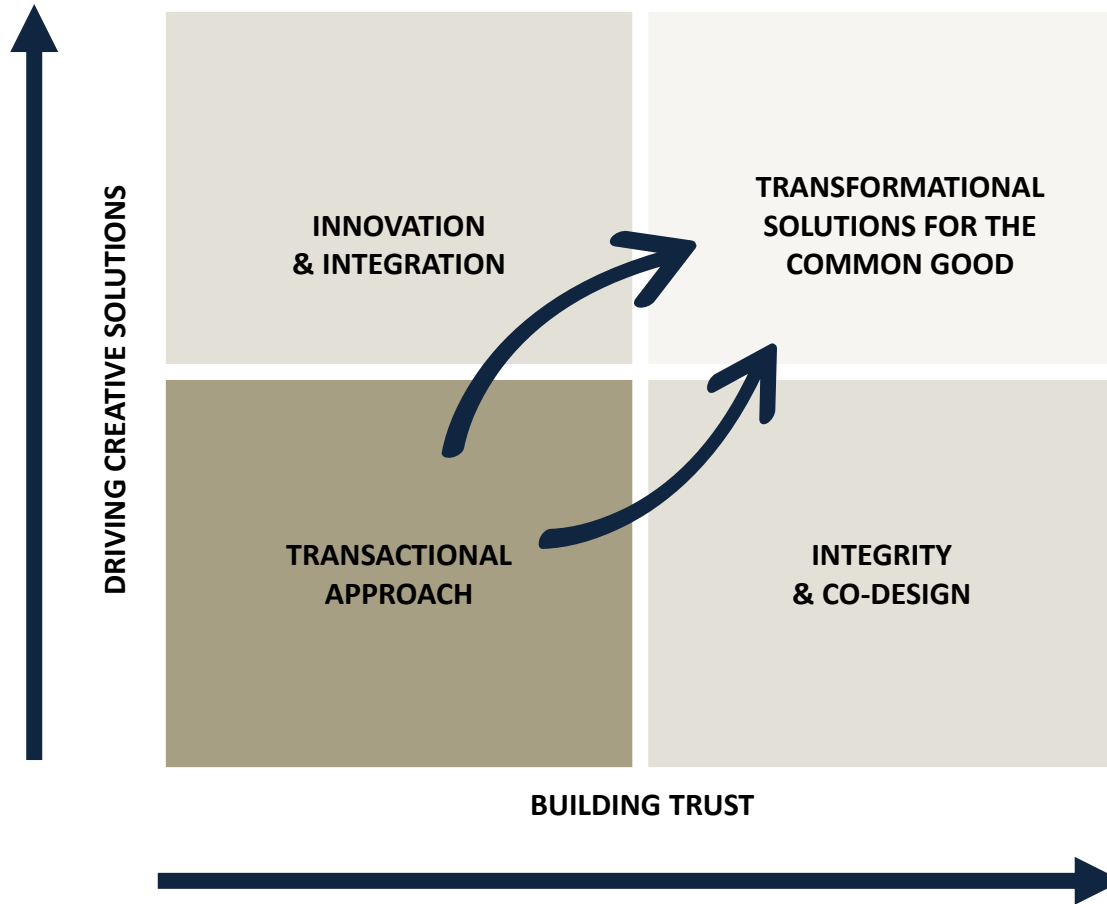 DRIVING CREATIVE SOLUTIONS
INNOVATION
& INTEGRATION
TRANSFORMATIONAL
SOLUTIONS FOR THE
COMMON GOOD
TRANSACTIONAL
APPROACH
INTEGRITY
& CO-DESIGN
BUILDING TRUST